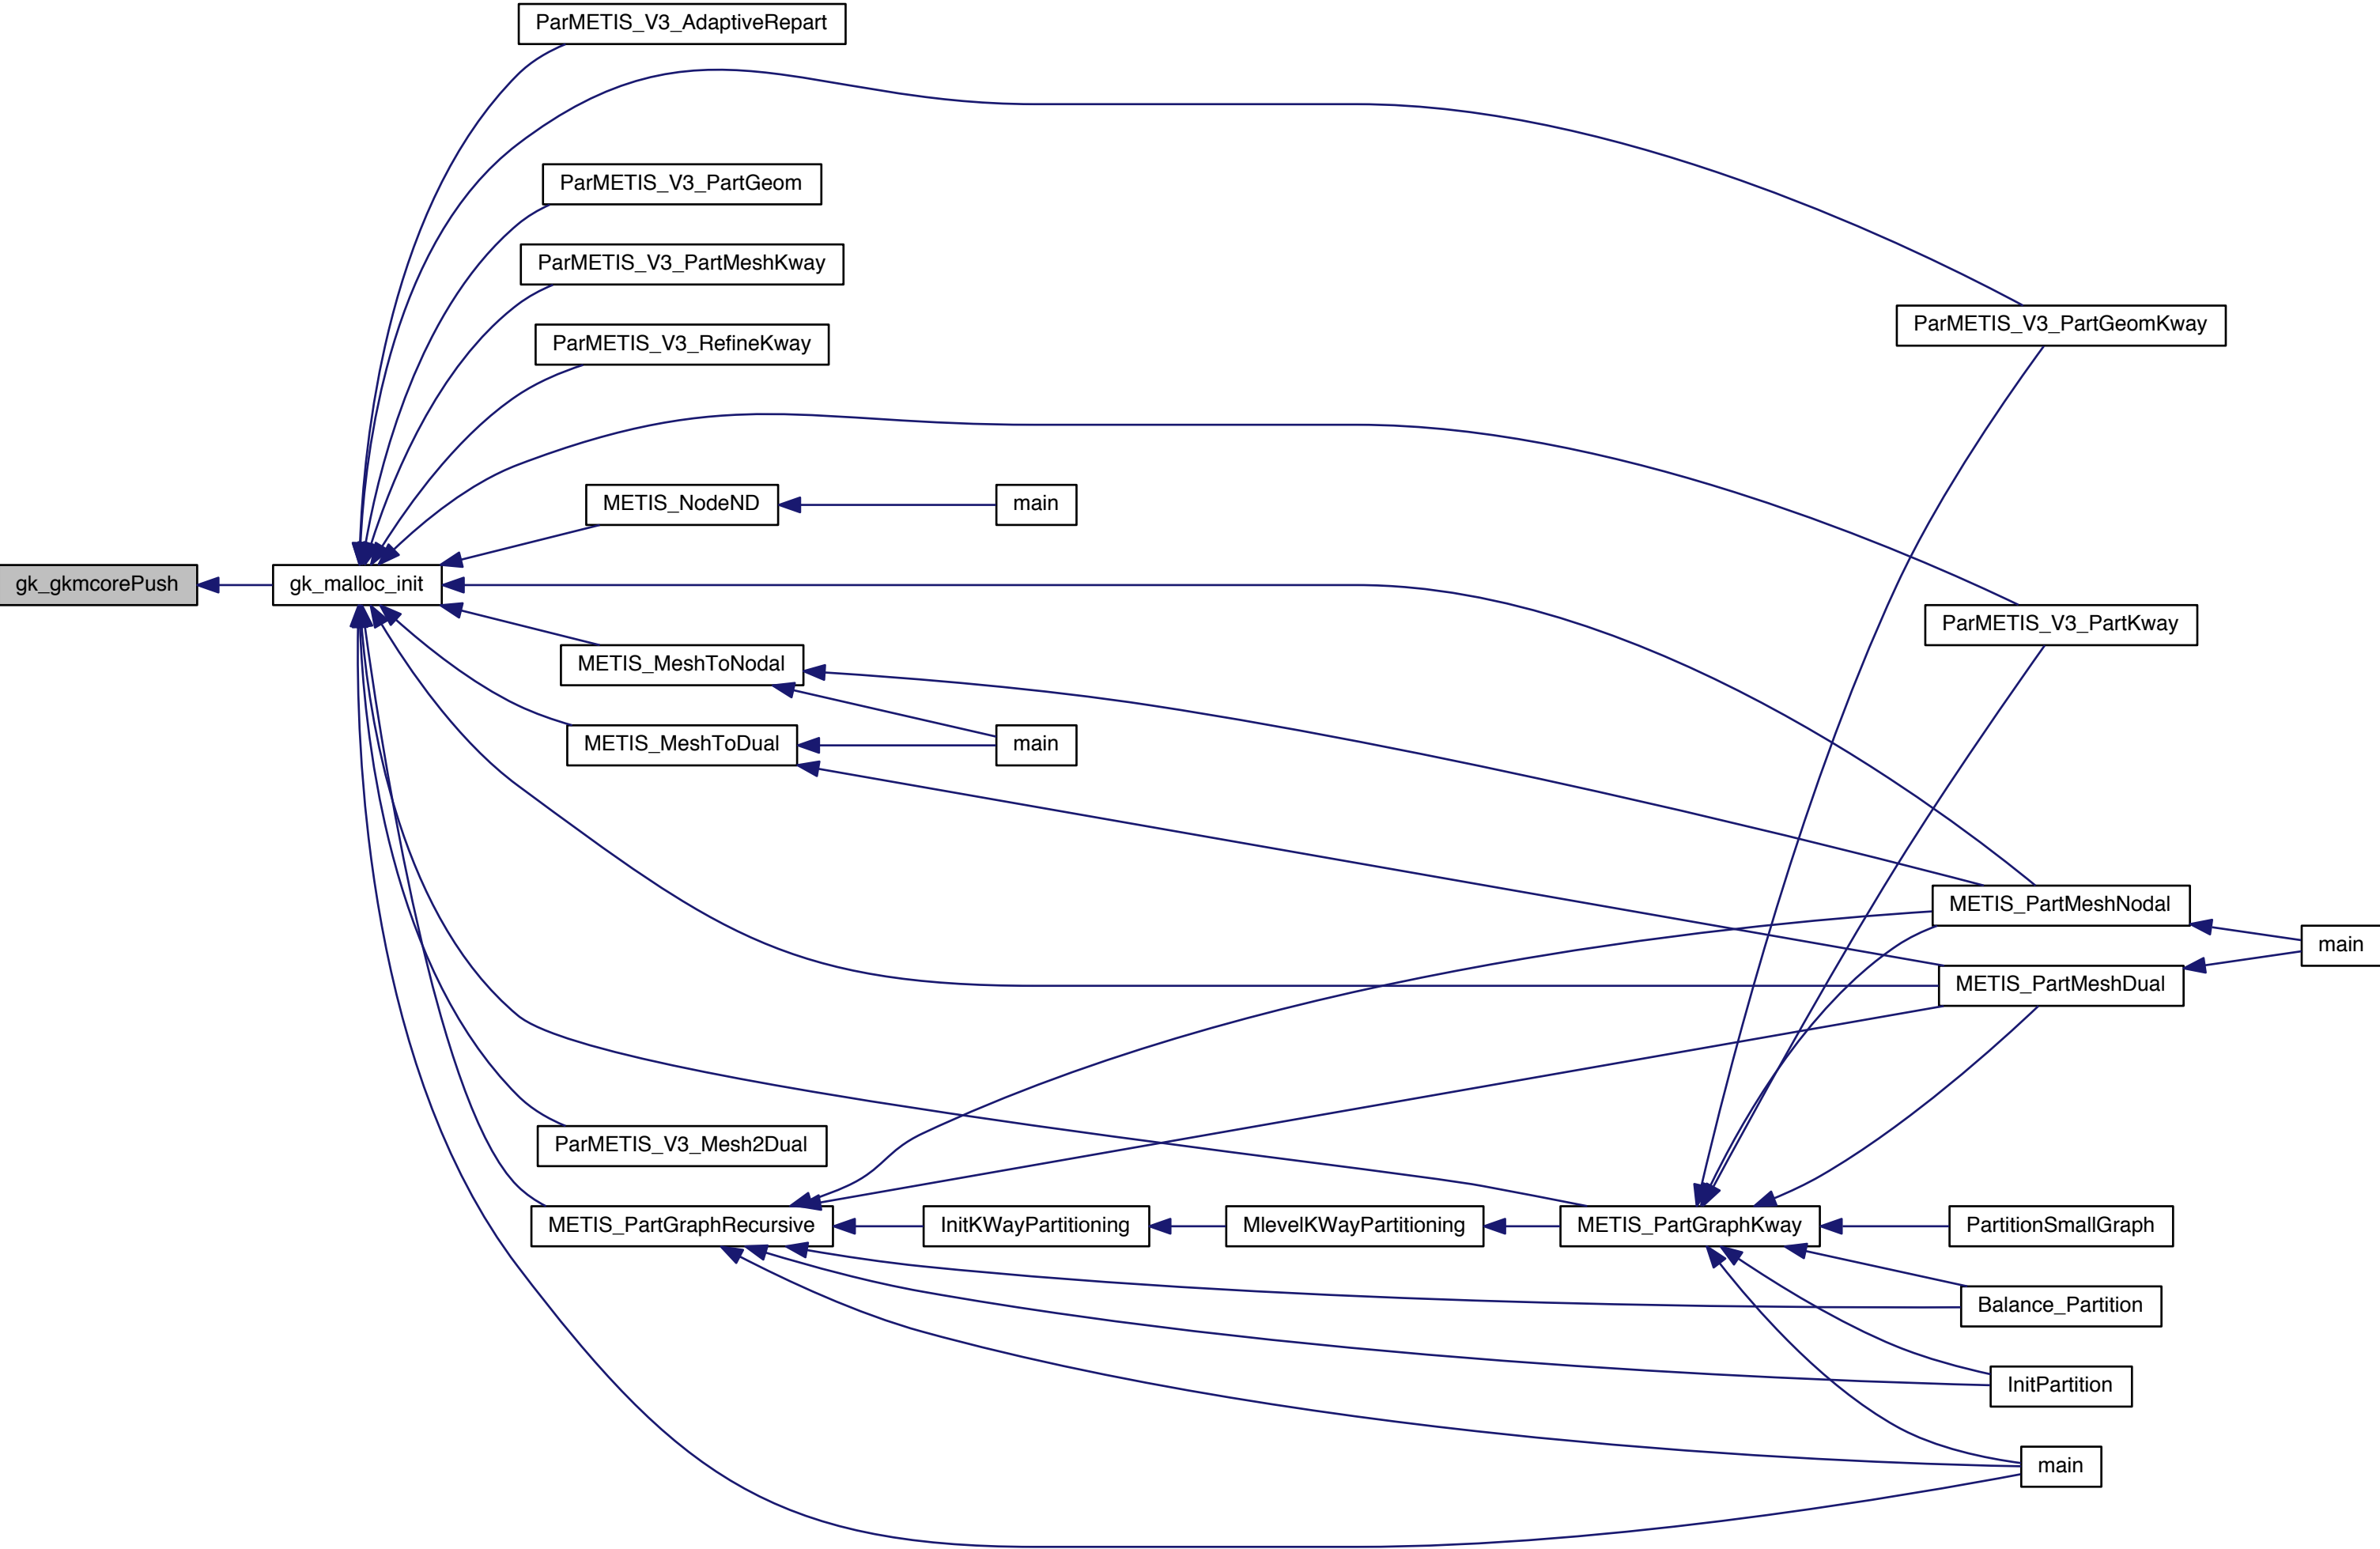 ParMETIS_V3_AdaptiveRepart
ParMETIS_V3_PartGeom
ParMETIS_V3_PartMeshKway
ParMETIS_V3_PartGeomKway
ParMETIS_V3_RefineKway
METIS_NodeND
main
gk_gkmcorePush
gk_malloc_init
ParMETIS_V3_PartKway
METIS_MeshToNodal
METIS_MeshToDual
main
METIS_PartMeshNodal
main
METIS_PartMeshDual
ParMETIS_V3_Mesh2Dual
METIS_PartGraphRecursive
InitKWayPartitioning
MlevelKWayPartitioning
METIS_PartGraphKway
PartitionSmallGraph
Balance_Partition
InitPartition
main